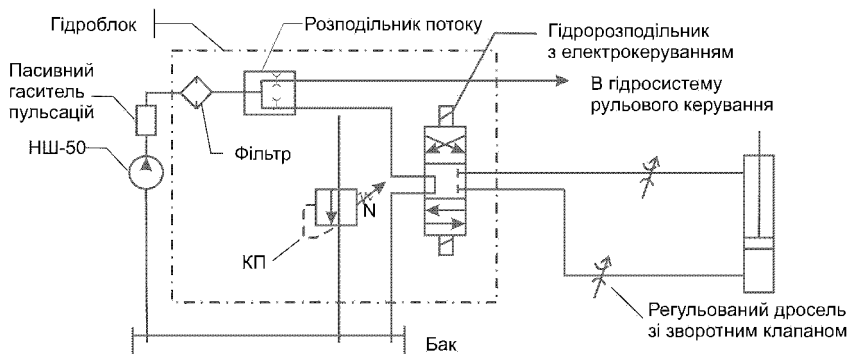 Гідроблок
Розподільник потоку
Гідророзподільник
з електрокеруванням
Пасивний
гаситель
пульсацій
В гідросистему
рульового керування
НШ-50
Фільтр
N
КП
Регульований дросель
зі зворотним клапаном
Бак